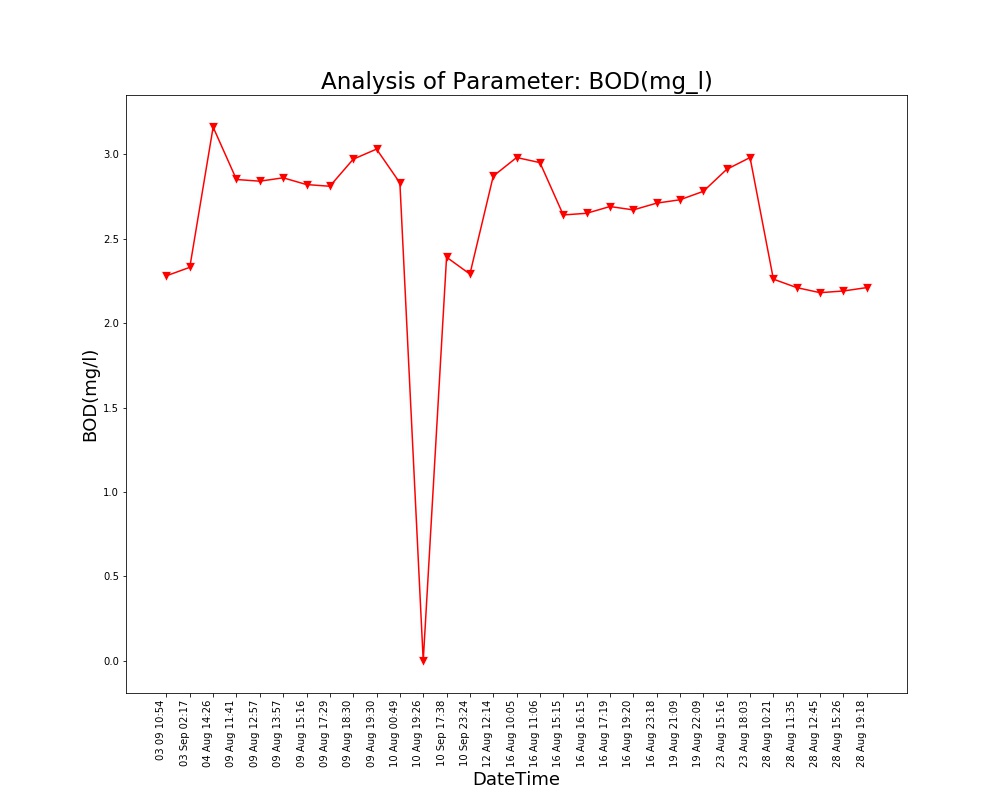 Analysis of Parameter: BOD(mg_l)
BOD(mg/l)
3.0
2.5
2.0
1.5
1.0
0.5
0.0
03 09 10:54
03 Sep 02:17
04 Aug 14:26
09 Aug 11:41
09 Aug 12:57
09 Aug 13:57
09 Aug 15:16
09 Aug 17:29
09 Aug 18:30
09 Aug 19:30
10 Aug 00:49
10 Aug 19:26
10 Sep 17:38
10 Sep 23:24
12 Aug 12:14
16 Aug 10:05
16 Aug 11:06
16 Aug 15:15
16 Aug 16:15
16 Aug 17:19
16 Aug 19:20
16 Aug 23:18
19 Aug 21:09
19 Aug 22:09
23 Aug 15:16
23 Aug 18:03
28 Aug 10:21
28 Aug 11:35
28 Aug 12:45
28 Aug 15:26
28 Aug 19:18
DateTime